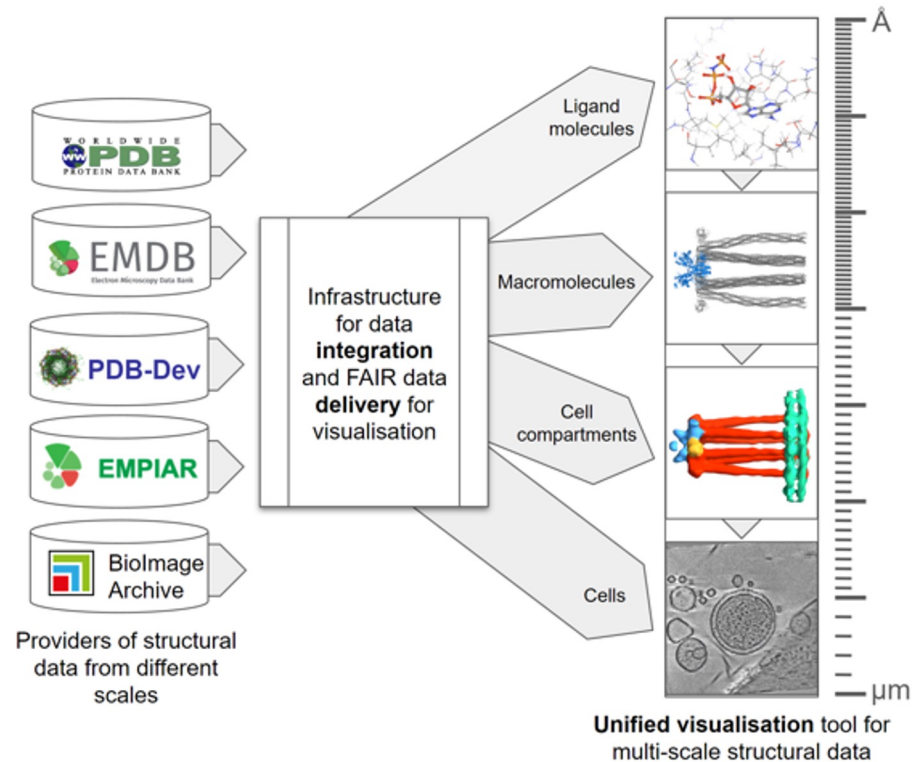 WORLDWIDE
PDB
PROTEIN DATA BANK
EMDB
Electron Microscopy Data Bank
PDB-Dev
EMPIAR
BioImage
Archive
Providers of structural
data from different
scales
Infrastructure
for data
integration
and FAIR data
delivery for
visualisation
Ligand
molecules
Macromolecules
Cell
compartments
Cells
Å
µm
Unified visualisation tool for
multi-scale structural data